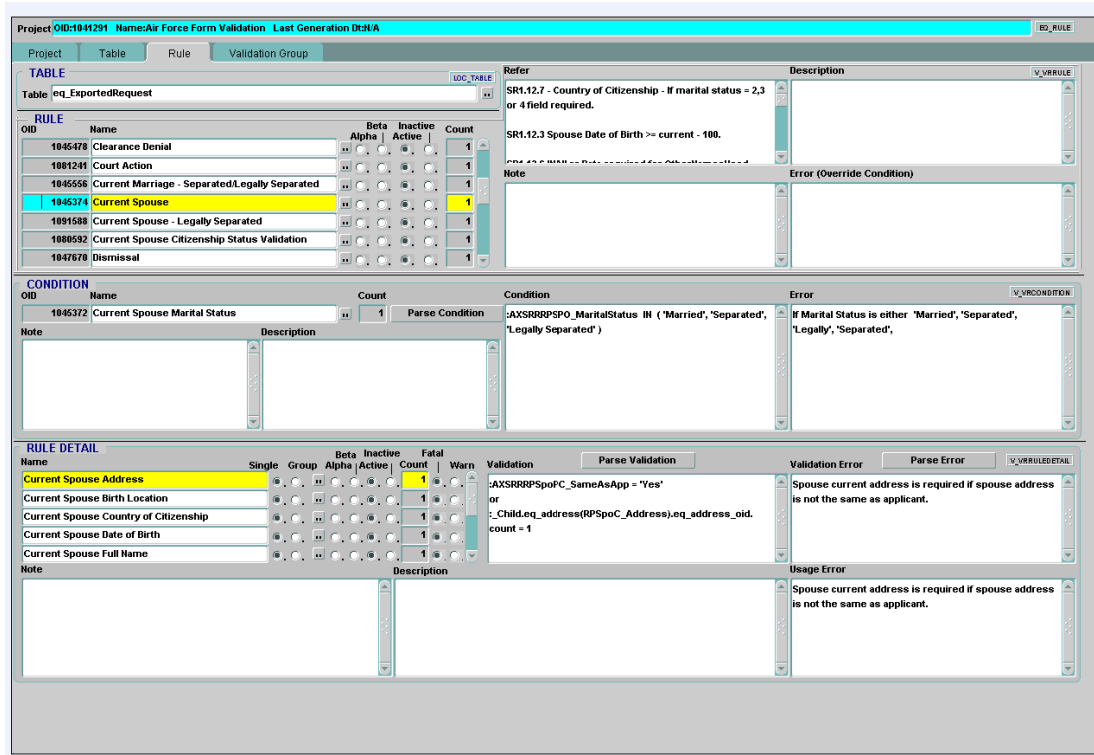 Project OID:1041291 Name:Air Force Form Validation Last Generation Dt:N/A EQ_RULE
Project Table Rule Validation Group
TABLE LOC_TABLE
Table eq_ExportedRequest
Refer
SR1.12.7 - Country of Citizenship - If marital status = 2,3
or 4 field required.
SR1.12.3 Spouse Date of Birth >= current - 100.
Description V_VRRULE
RULE
OID Name Alpha Beta Active Inactive Count
1045478 Clearance Denial 1
1081241 Court Action 1
1045556 Current Marriage - Separated/Legally Separated 1
1045374 Current Spouse 1
1091588 Current Spouse - Legally Separated 1
1080592 Current Spouse Citizenship Status Validation 1
1047670 Dismissal 1
Note
Error (Override Condition)
CONDITION
OID Name Count
1045372 Current Spouse Marital Status 1 Parse Condition
Note Description
Condition
:AXSRRRPSPO_MaritalStatus IN ( 'Married', 'Separated',
'Legally Separated' )
Error V_VRCONDITION
If Marital Status is either 'Married', 'Separated',
'Legally', 'Separated',
RULE DETAIL
Name Single Group Alpha Beta Active Inactive Count Fatal Warn
Current Spouse Address 1
Current Spouse Birth Location 1
Current Spouse Country of Citizenship 1
Current Spouse Date of Birth 1
Current Spouse Full Name 1
Validation Parse Validation
:AXSRRRPSpoPC_SameAsApp = 'Yes'
or
:_Child.eq_address(RPSpoC_Address).eq_address_oid.
count = 1
Validation Error Parse Error V_VRRULEDETAIL
Spouse current address is required if spouse address
is not the same as applicant.
Note Description
Usage Error
Spouse current address is required if spouse address
is not the same as applicant.